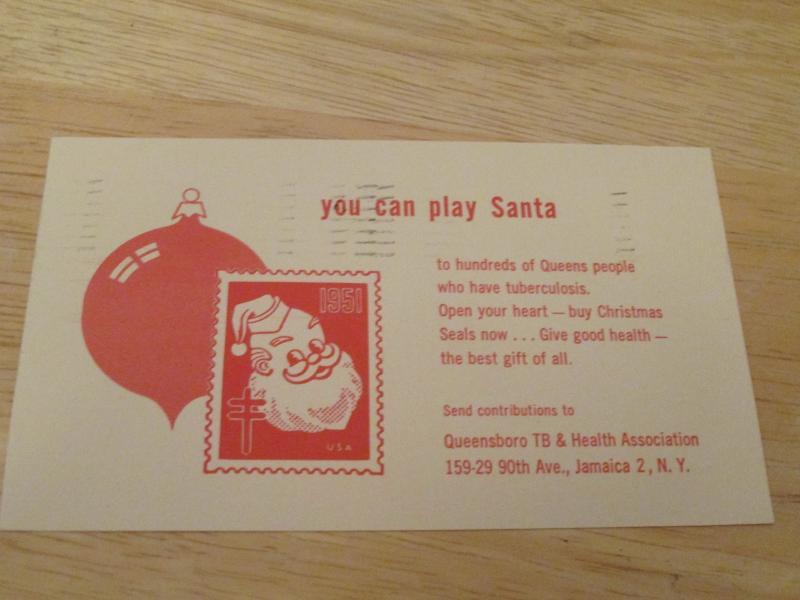 you can play Santa
to hundreds of Queens people
who have tuberculosis.
Open your heart — buy Christmas
Seals now ... Give good health —
the best gift of all.
Send contributions to
Queensboro TB & Health Association
159-29 90th Ave., Jamaica 2, N. Y.
1951
USA